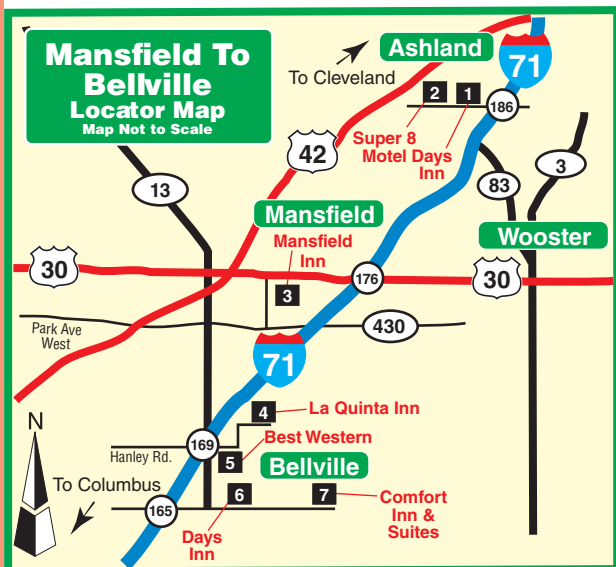 Mansfield To
Bellville
Locator Map
Map Not to Scale
To Cleveland
Ashland
71
2
1
186
Super 8
Motel
Days
Inn
42
13
83
3
Mansfield
Mansfield
Inn
Wooster
30
176
30
3
Park Ave
West
430
71
4
La Quinta Inn
169
Hanley Rd.
5
Best Western
Bellville
N
To Columbus
165
6
7
Days
Inn
Comfort
Inn &
Suites